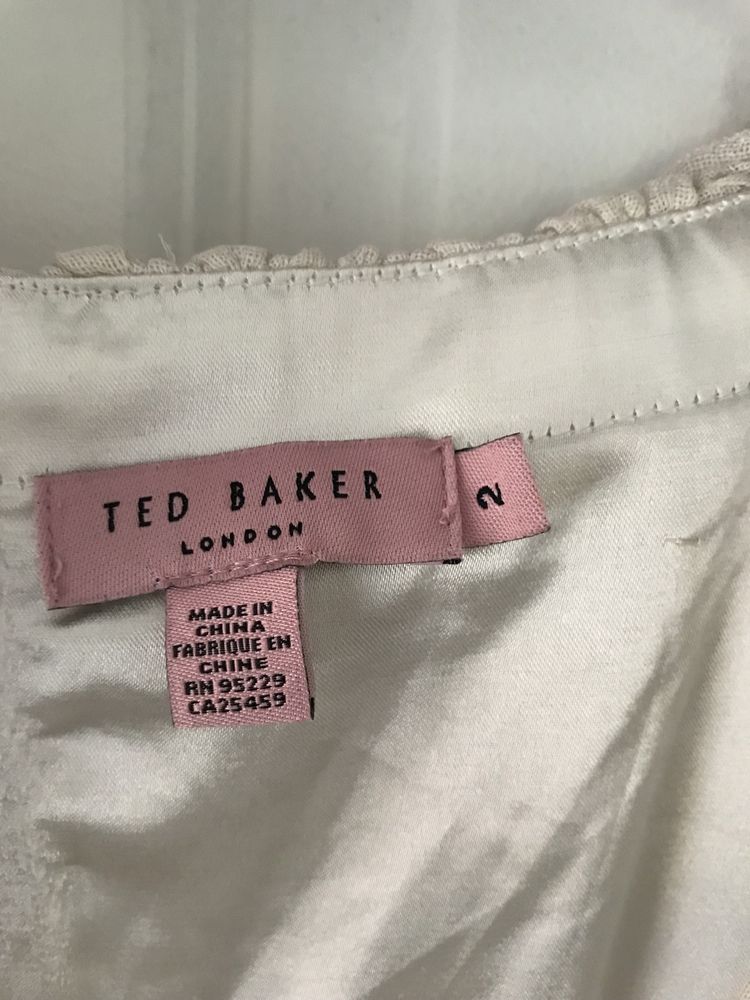 TED BAKER
LONDON
2
MADE IN
CHINA
FABRIQUE EN
CHINE
RN 95229
CA25459